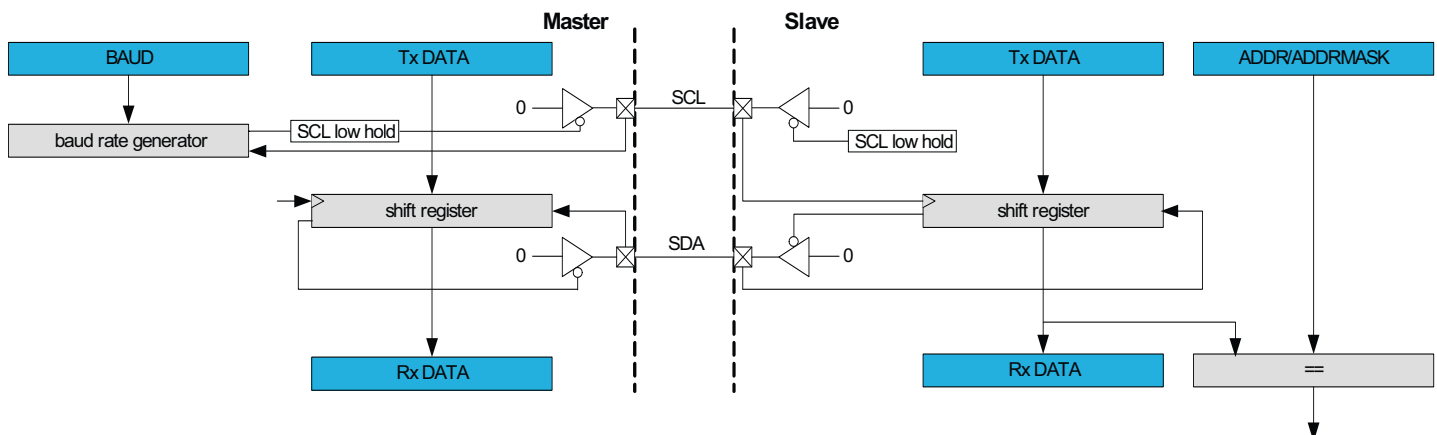 Master Slave
BAUD Tx DATA Tx DATA ADDR/ADDRMASK
0 SCL 0
baud rate generator SCL low hold SCL low hold
shift register shift register
0 SDA 0
Rx DATA Rx DATA ==